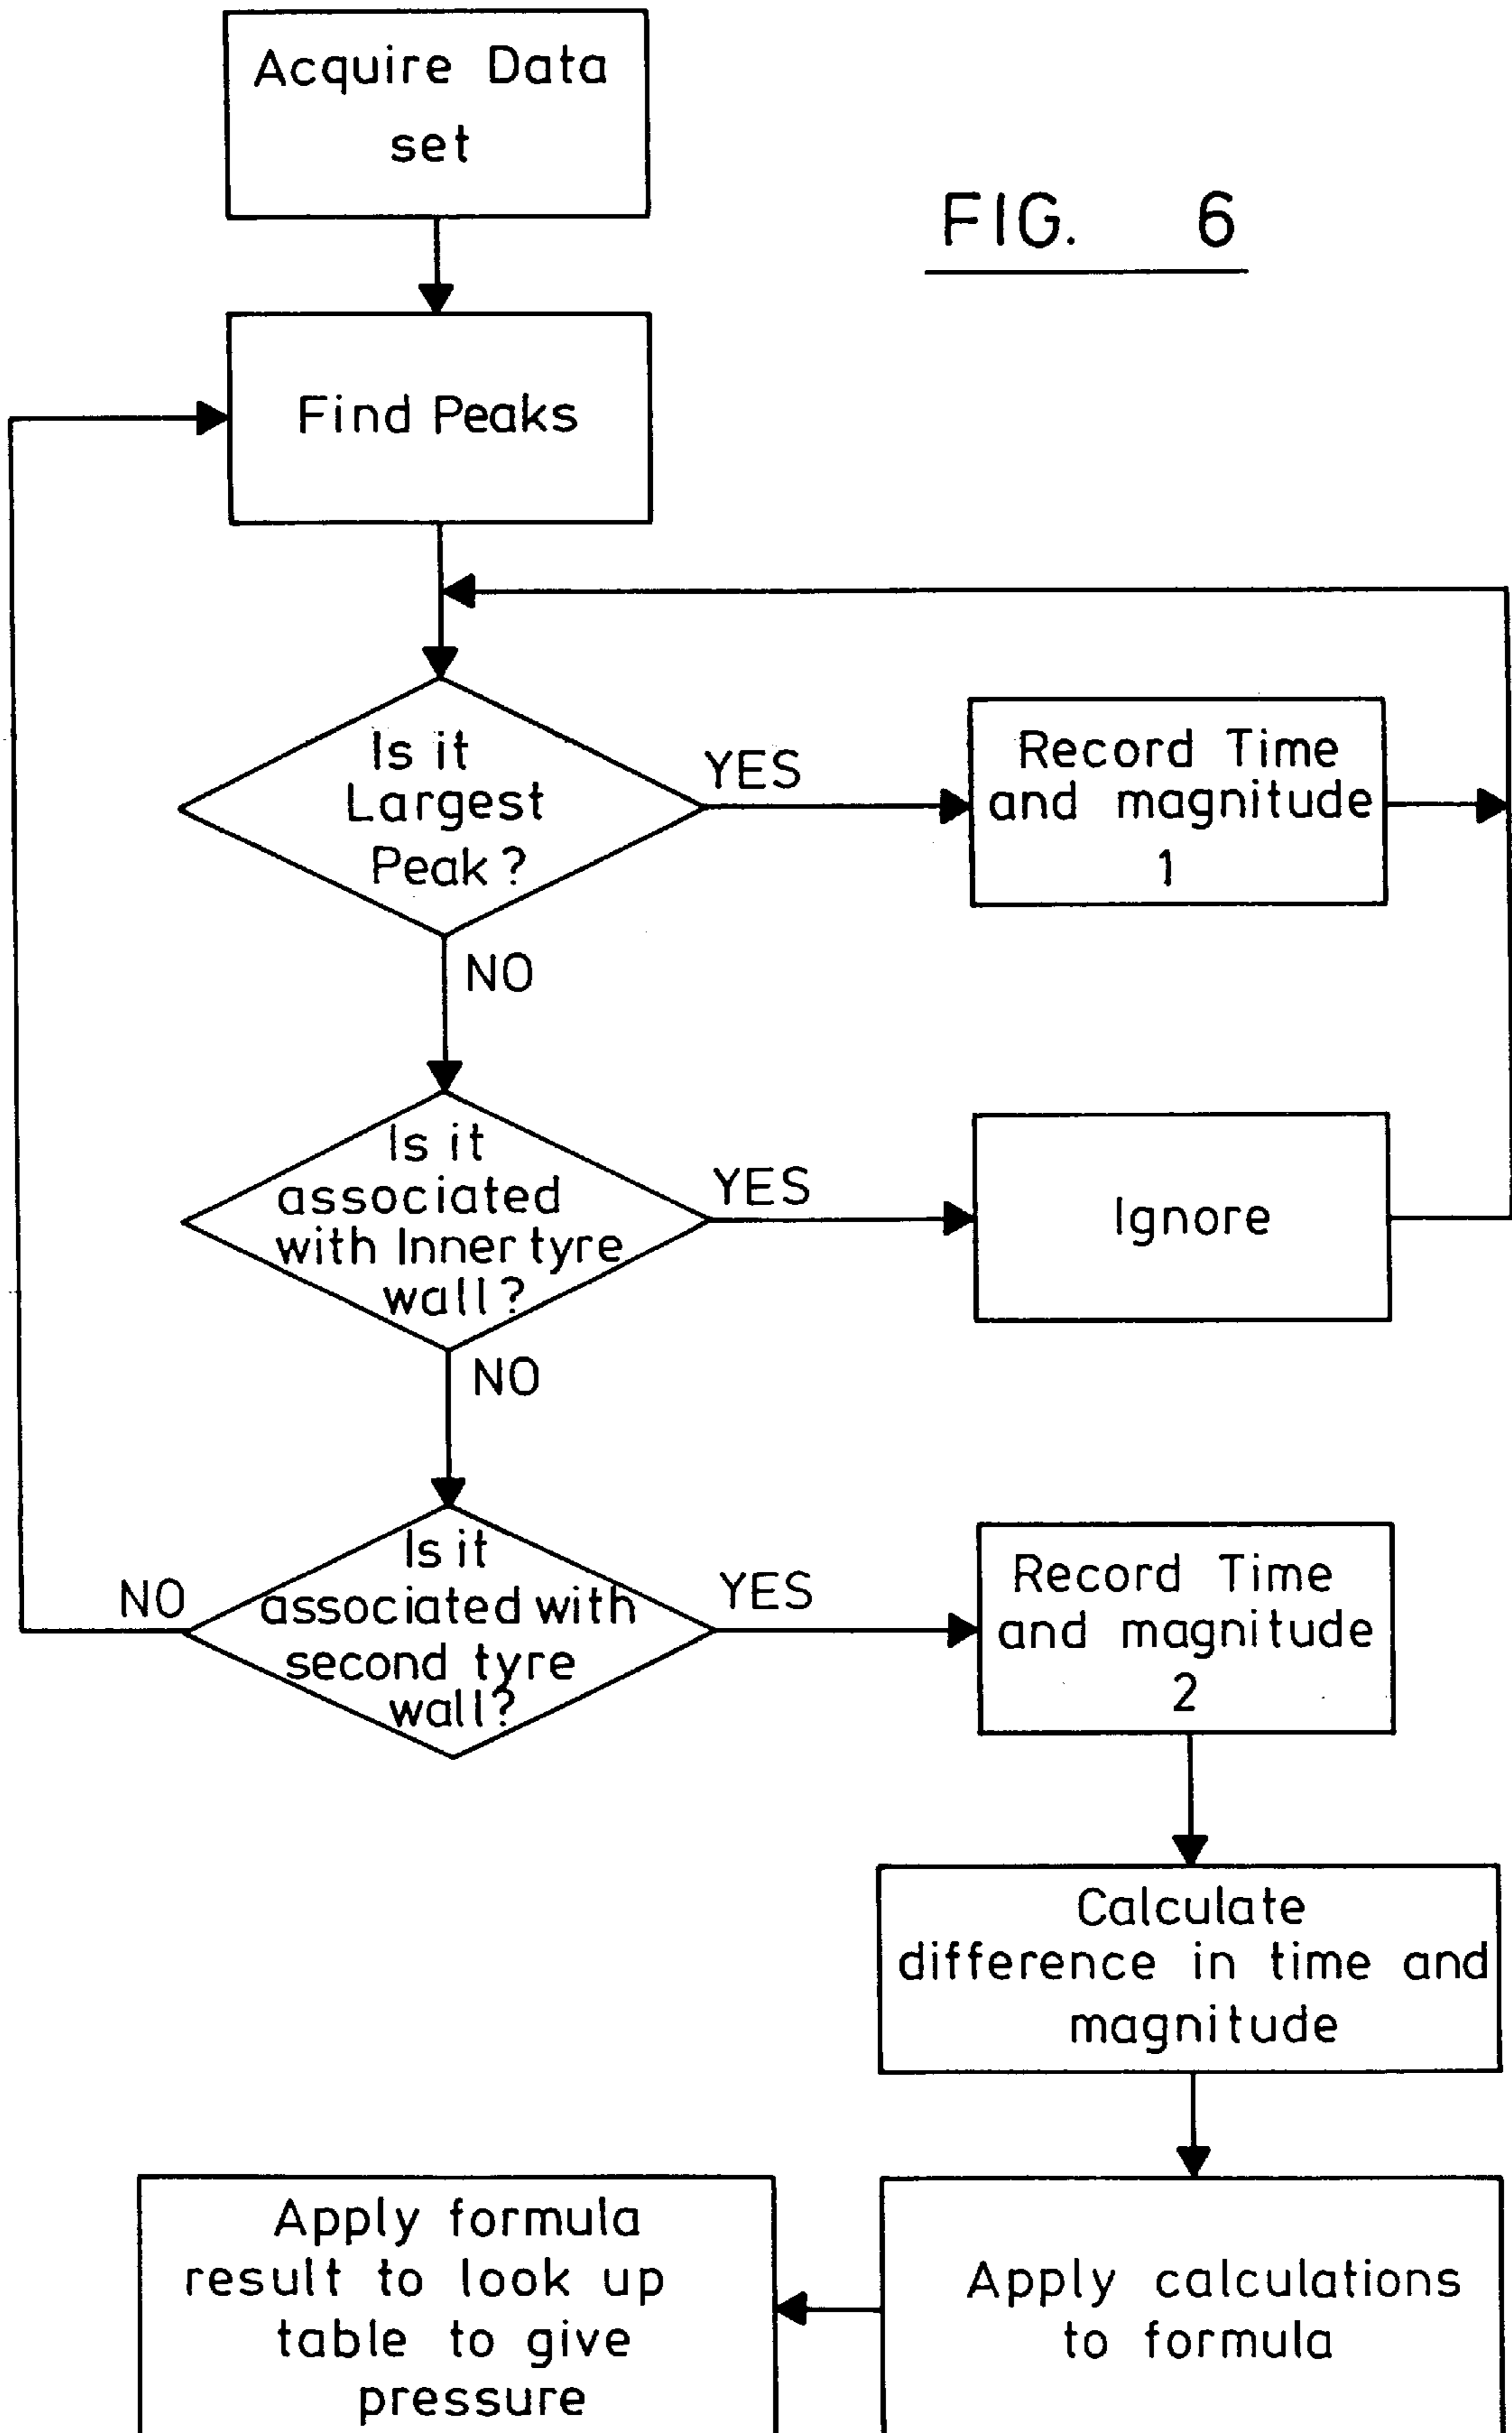 Acquire Data
set
FIG. 6
Find Peaks
Is it
Largest
Peak?
YES
Record Time
and magnitude
1
NO
Is it
associated
with Inner tyre
wall?
YES
Ignore
NO
Is it
associated with
second tyre
wall?
NO
YES
Record Time
and magnitude
2
Calculate
difference in time and
magnitude
Apply calculations
to formula
Apply formula
result to look up
table to give
pressure